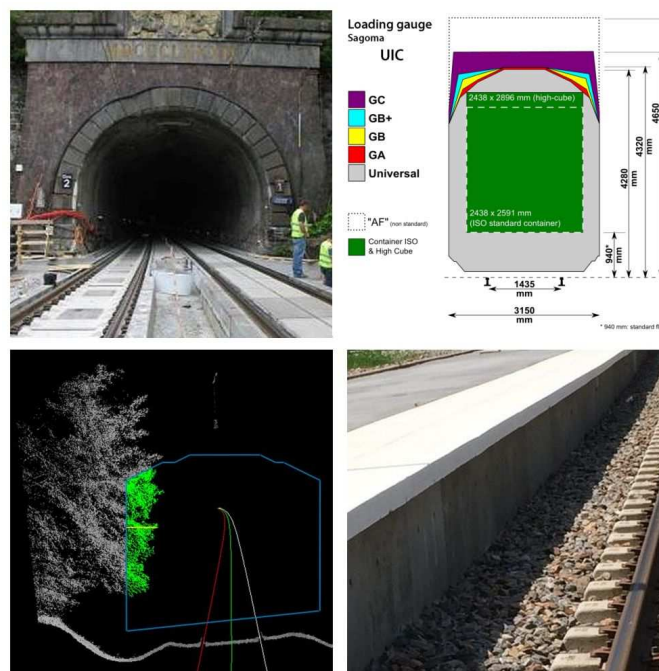 2
1
Loading gauge
Sagoma
UIC
GC
GB+
GB
GA
Universal
"AF" (non standard)
Container ISO
& High Cube
2438 x 2896 mm (high-cube)
2438 x 2591 mm
(ISO standard container)
940*
mm
4280
mm
4320
mm
4650
mm
1435
mm
3150
mm
* 940 mm: standard fl